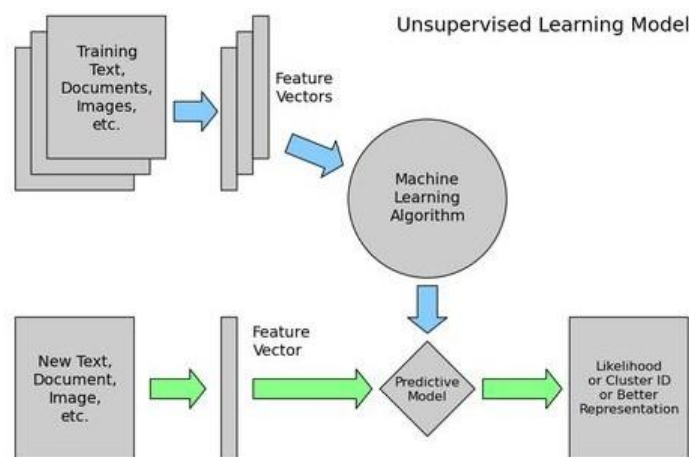 Unsupervised Learning Model
Training
Text,
Documents,
Images,
etc.
Feature
Vectors
Machine
Learning
Algorithm
New Text,
Document,
Image,
etc.
Feature
Vector
Predictive
Model
Likelihood
or Cluster ID
or Better
Representation